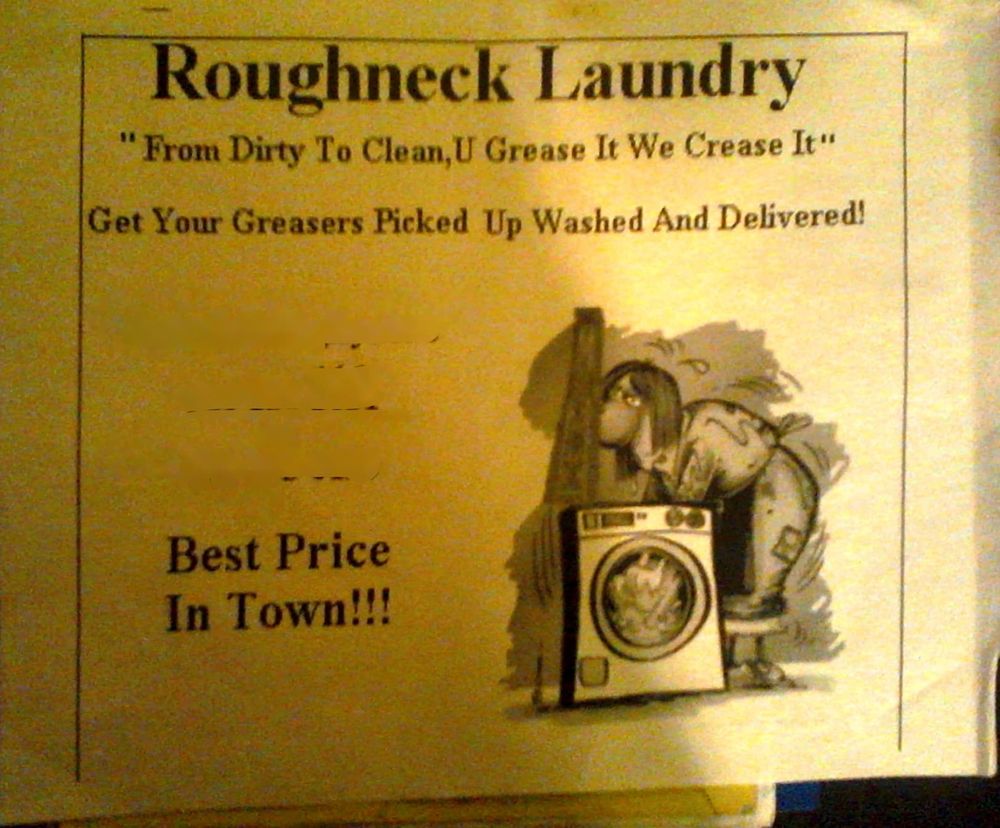 Roughneck Laundry
"From Dirty To Clean,U Grease It We Crease It"
Get Your Greasers Picked Up Washed And Delivered!
Best Price
In Town!!!